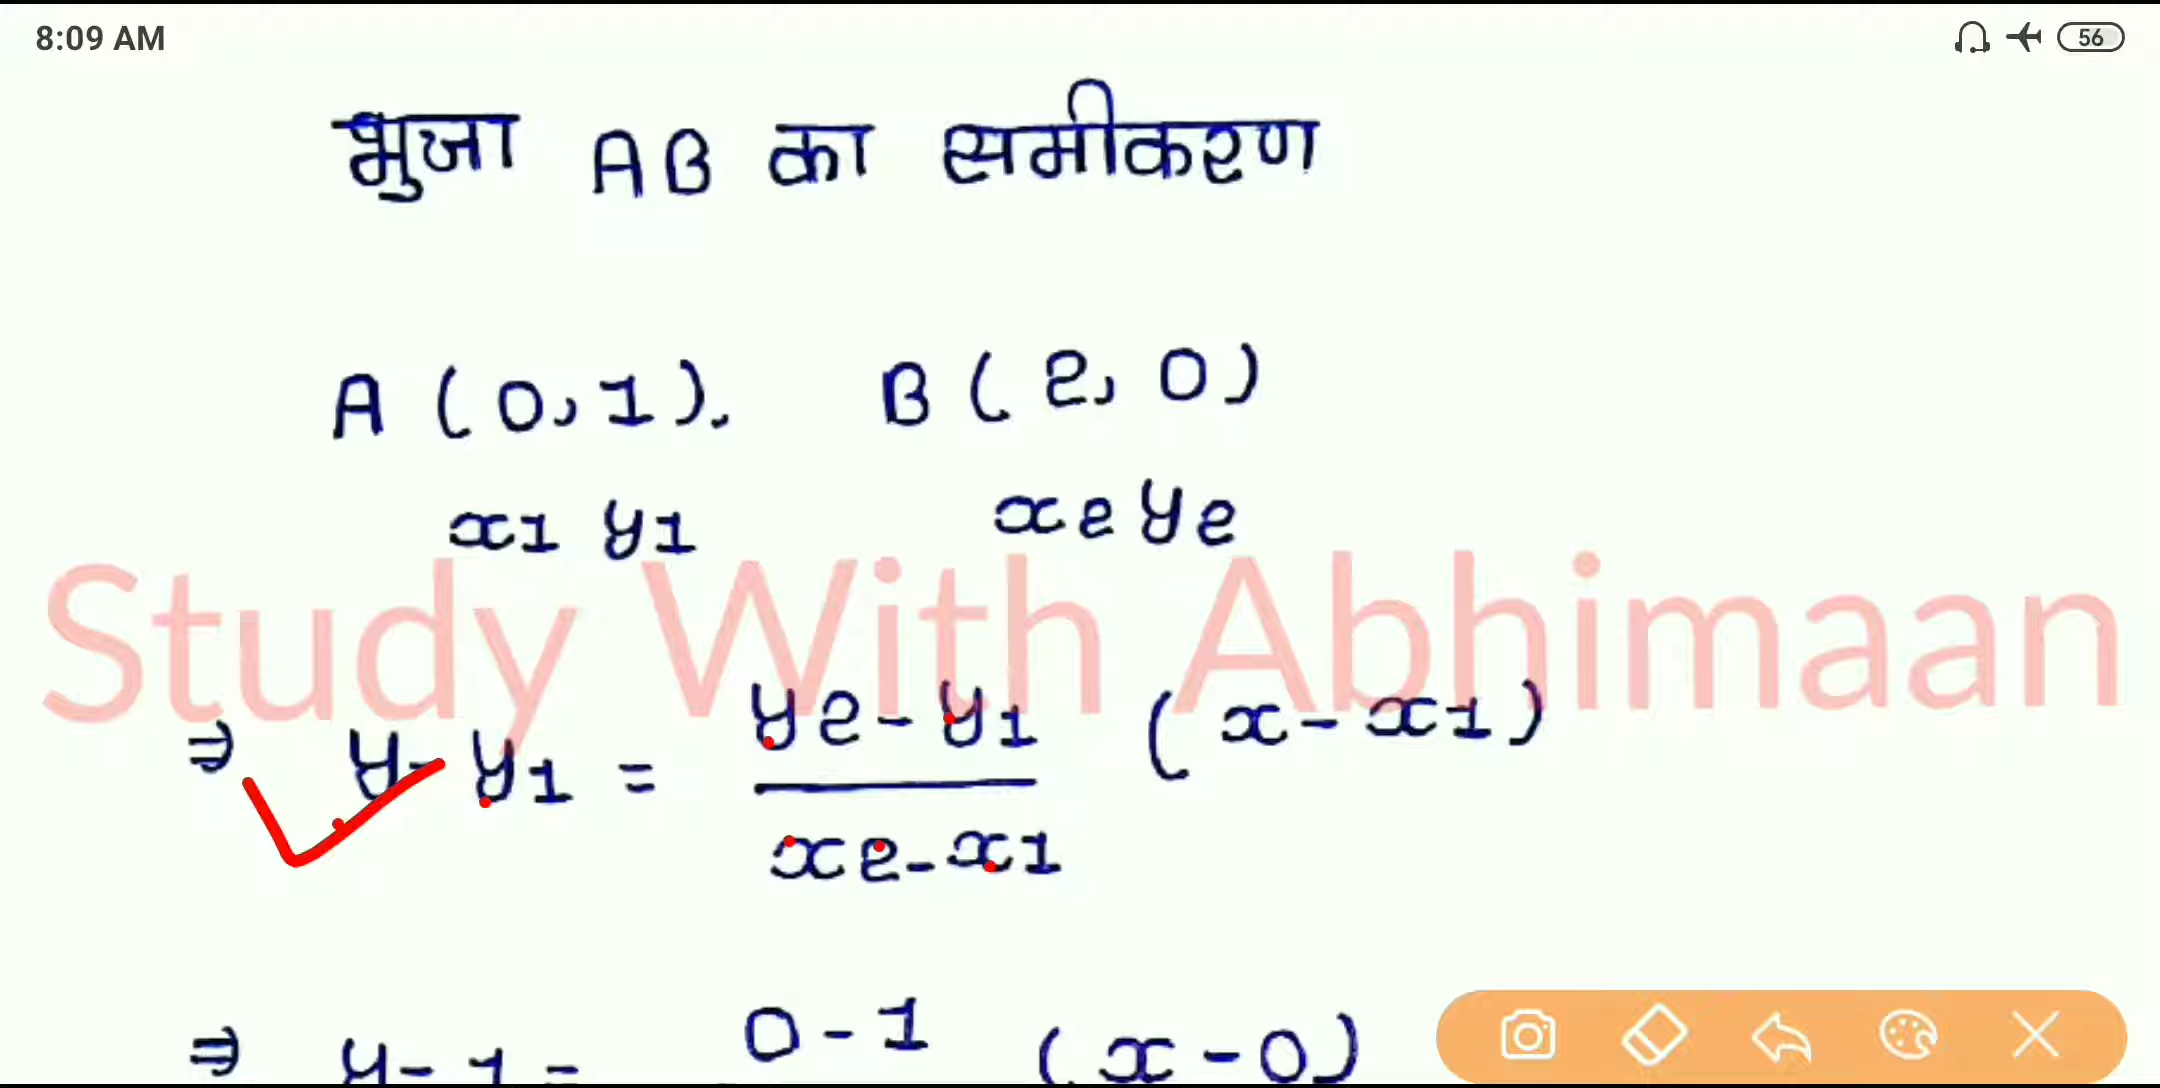 8:09 AM 56
भुजा AB का समीकरण
A (0,1). B (2,0)
x1 y1 x2 y2
Study With Abhimaan
⇒ y - y1 = y2 - y1 / x2 - x1 (x - x1)
⇒ y - 1 = 0 - 1 (x - 0)